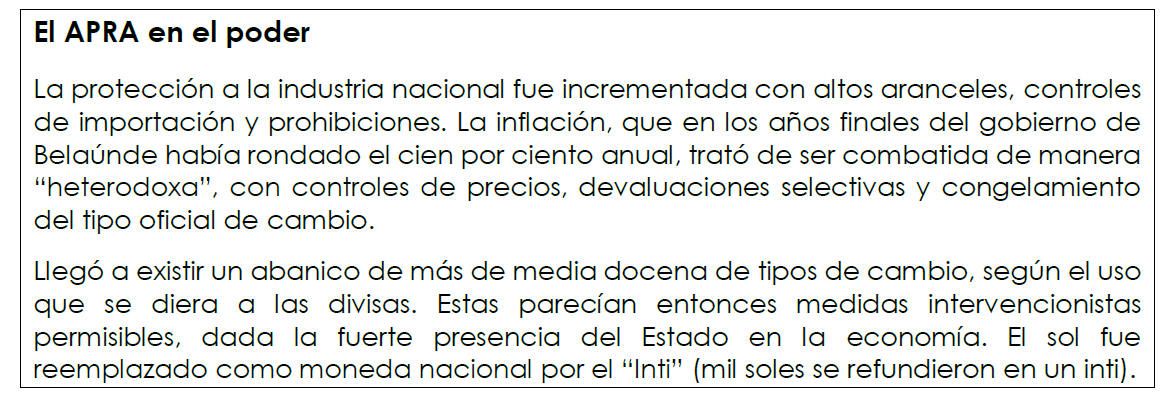 El APRA en el poder
La protección a la industria nacional fue incrementada con altos aranceles, controles
de importación y prohibiciones. La inflación, que en los años finales del gobierno de
Belaúnde había rondado el cien por ciento anual, trató de ser combatida de manera
“heterodoxa”, con controles de precios, devaluaciones selectivas y congelamiento
del tipo oficial de cambio.
Llegó a existir un abanico de más de media docena de tipos de cambio, según el uso
que se diera a las divisas. Estas parecían entonces medidas intervencionistas
permisibles, dada la fuerte presencia del Estado en la economía. El sol fue
reemplazado como moneda nacional por el “Inti” (mil soles se refundieron en un inti).